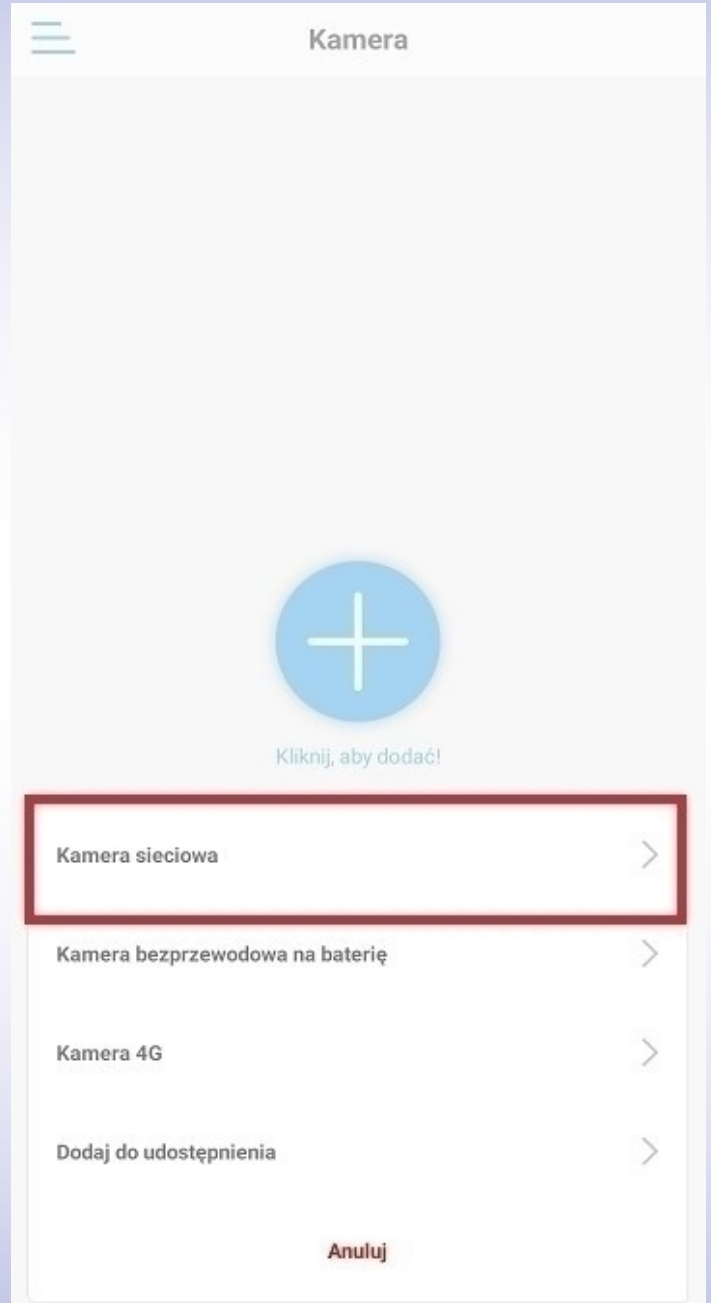 Kamera
Kliknij, aby dodać!
Kamera sieciowa
Kamera bezprzewodowa na baterię
Kamera 4G
Dodaj do udostępnienia
Anuluj